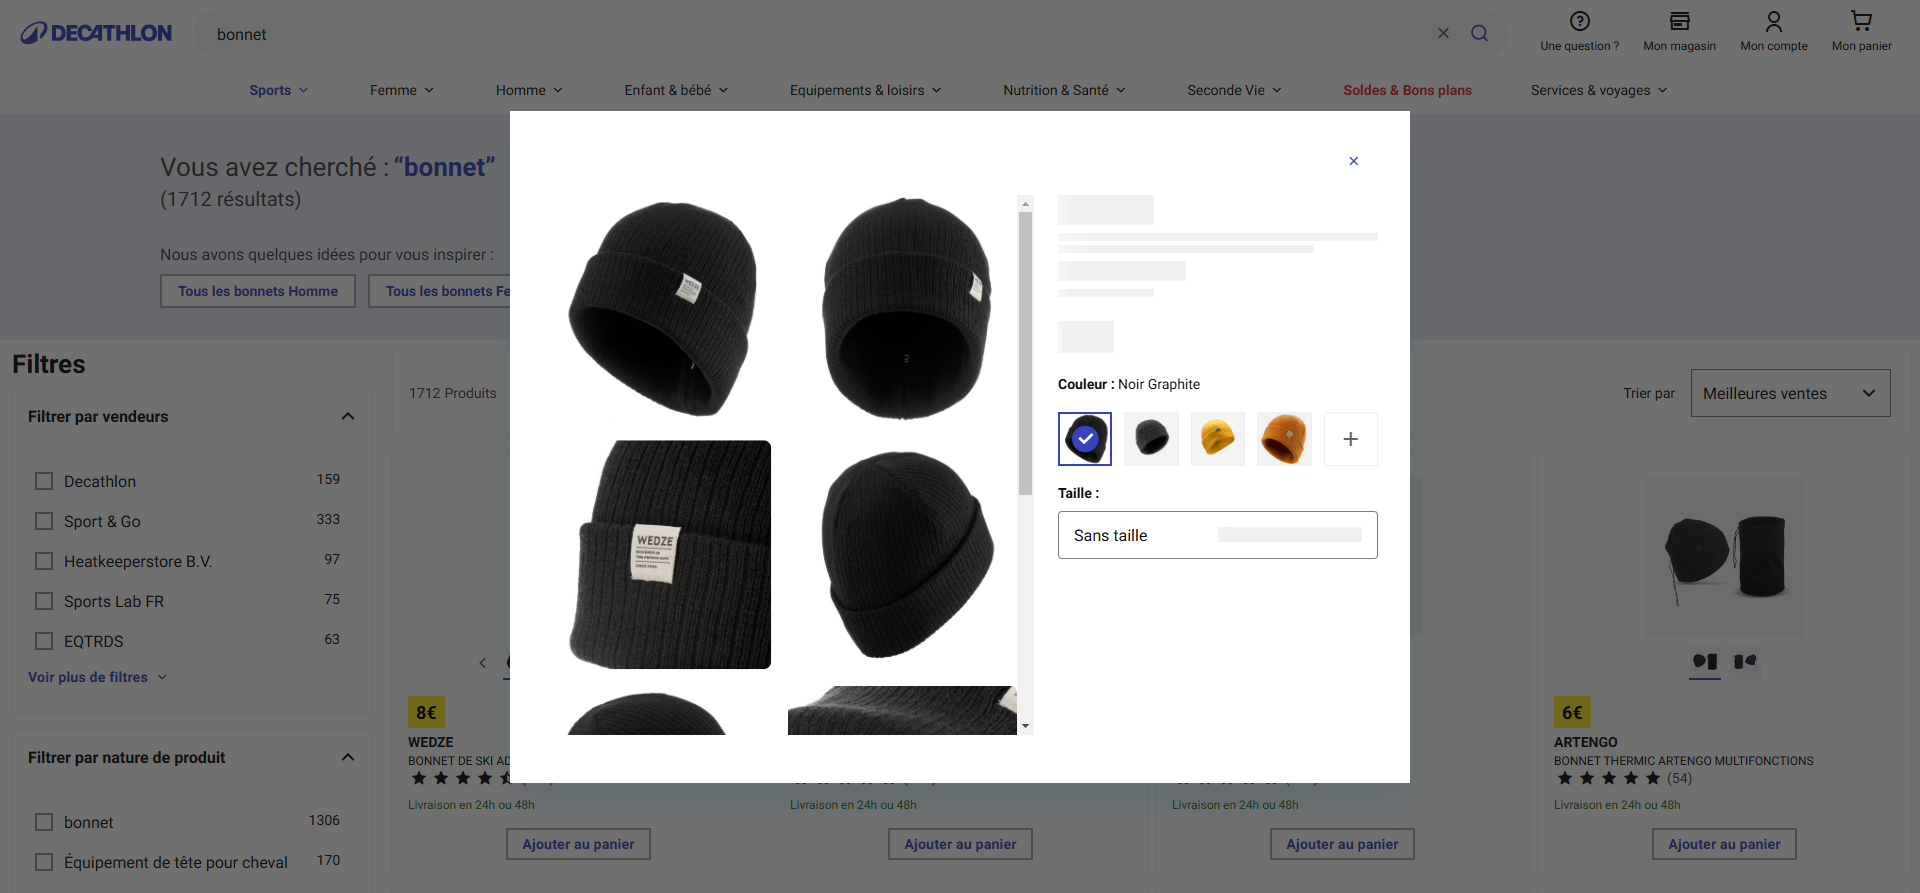 DECATHLON
bonnet
Une question ?
Mon magasin
Mon compte
Mon panier
Sports
Femme
Homme
Enfant & bébé
Equipements & loisirs
Nutrition & Santé
Seconde Vie
Soldes & Bons plans
Services & voyages
Vous avez cherché : “bonnet”
(1712 résultats)
Nous avons quelques idées pour vous inspirer :
Tous les bonnets Homme
Tous les bonnets Fe
Filtres
Filtrer par vendeurs
Decathlon 159
Sport & Go 333
Heatkeeperstore B.V. 97
Sports Lab FR 75
EQTRDS 63
Voir plus de filtres
Filtrer par nature de produit
bonnet 1306
Équipement de tête pour cheval 170
1712 Produits
Trier par
Meilleures ventes
WEDZE
WEDZE
Couleur : Noir Graphite
Taille :
Sans taille
8€
WEDZE
BONNET DE SKI AD
Livraison en 24h ou 48h
Ajouter au panier
Livraison en 24h ou 48h
Ajouter au panier
Livraison en 24h ou 48h
Ajouter au panier
6€
ARTENGO
BONNET THERMIC ARTENGO MULTIFONCTIONS
(54)
Livraison en 24h ou 48h
Ajouter au panier